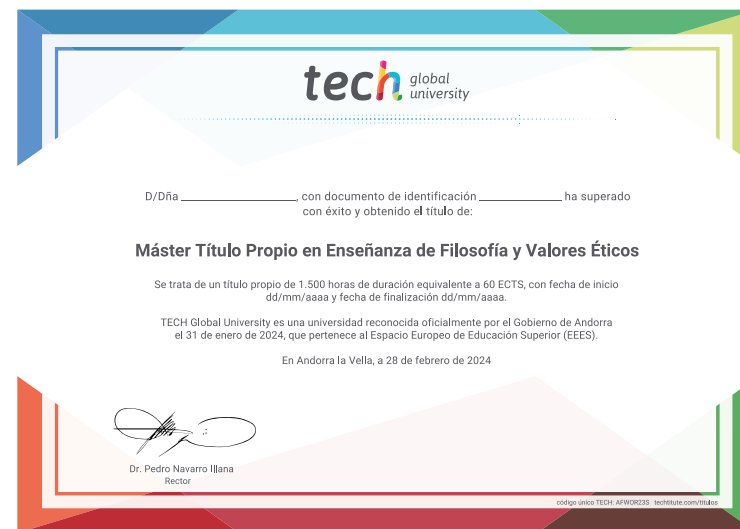 tech global university
D/Dña ____________, con documento de identificación ____________ ha superado
con éxito y obtenido el título de:
Máster Título Propio en Enseñanza de Filosofía y Valores Éticos
Se trata de un título propio de 1.500 horas de duración equivalente a 60 ECTS, con fecha de inicio
dd/mm/aaaa y fecha de finalización dd/mm/aaaa.
TECH Global University es una universidad reconocida oficialmente por el Gobierno de Andorra
el 31 de enero de 2024, que pertenece al Espacio Europeo de Educación Superior (EEES).
En Andorra la Vella, a 28 de febrero de 2024
Dr. Pedro Navarro Illana
Rector
código único TECH: AFWOR23S techtitute.com/titulos